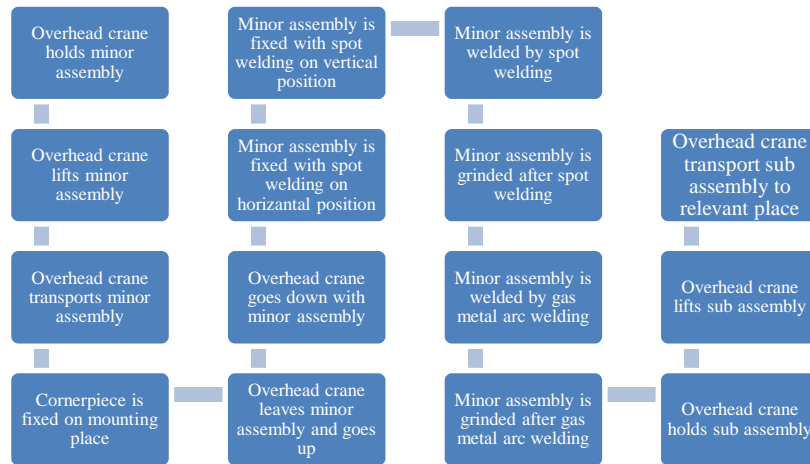 Overhead crane
holds minor
assembly
Overhead crane
lifts minor
assembly
Overhead crane
transports minor
assembly
Cornerpiece is
fixed on mounting
place
Overhead crane
leaves minor
assembly and goes
up
Overhead crane
goes down with
minor assembly
Minor assembly is
fixed with spot
welding on
horizantal position
Minor assembly is
fixed with spot
welding on vertical
position
Minor assembly is
welded by spot
welding
Minor assembly is
grinded after spot
welding
Minor assembly is
welded by gas
metal arc welding
Minor assembly is
grinded after gas
metal arc welding
Overhead crane
holds sub assembly
Overhead crane
lifts sub assembly
Overhead crane
transport sub
assembly to
relevant place